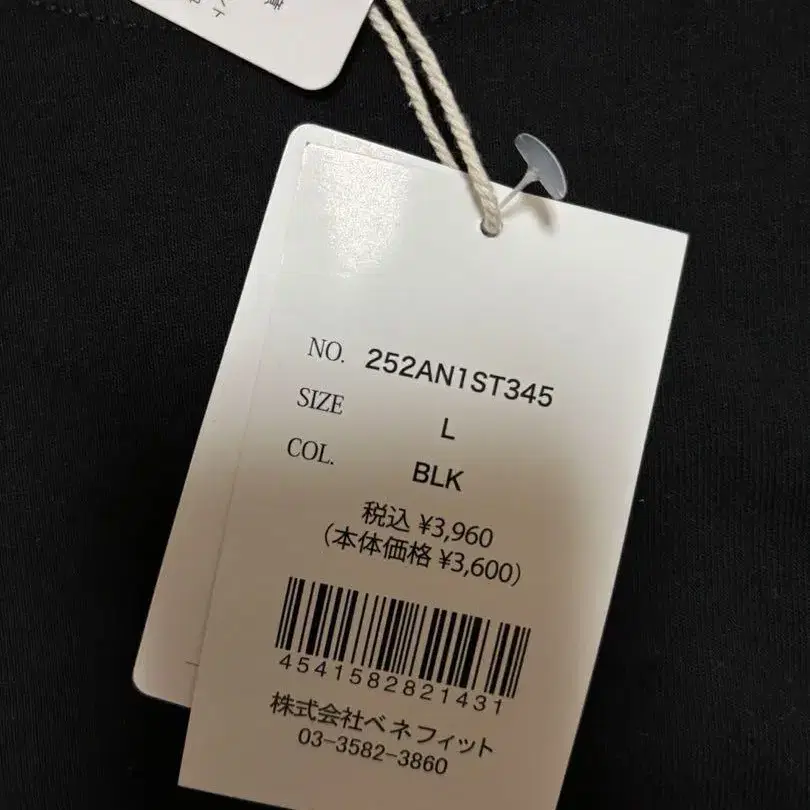 NO. 252AN1ST345
SIZE L
COL. BLK
税込 ¥3,960
(本体価格 ¥3,600)
4541582821431
株式会社ベネフィット
03-3582-3860